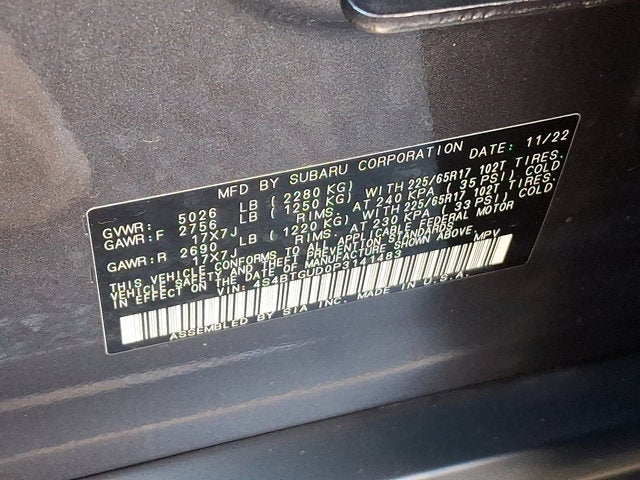 MFD BY SUBARU CORPORATION DATE: 11/22
GVWR: 5026 LB (2280 KG)
GAWR:F 2756 LB (1250 KG) WITH 225/65R17 102T TIRES.
17X7J RIMS. AT 240 KPA (35 PSI) COLD
GAWR:R 2690 LB (1220 KG) WITH 225/65R17 102T TIRES.
17X7J RIMS. AT 230 KPA (33 PSI) COLD
THIS VEHICLE CONFORMS TO ALL APPLICABLE FEDERAL MOTOR
VEHICLE SAFETY AND THEFT PREVENTION STANDARDS
IN EFFECT ON THE DATE OF MANUFACTURE SHOWN ABOVE.
VIN: 4S4BTGUD0P3141483 MPV
ASSEMBLED BY SIA INC. MADE IN U.S.A.